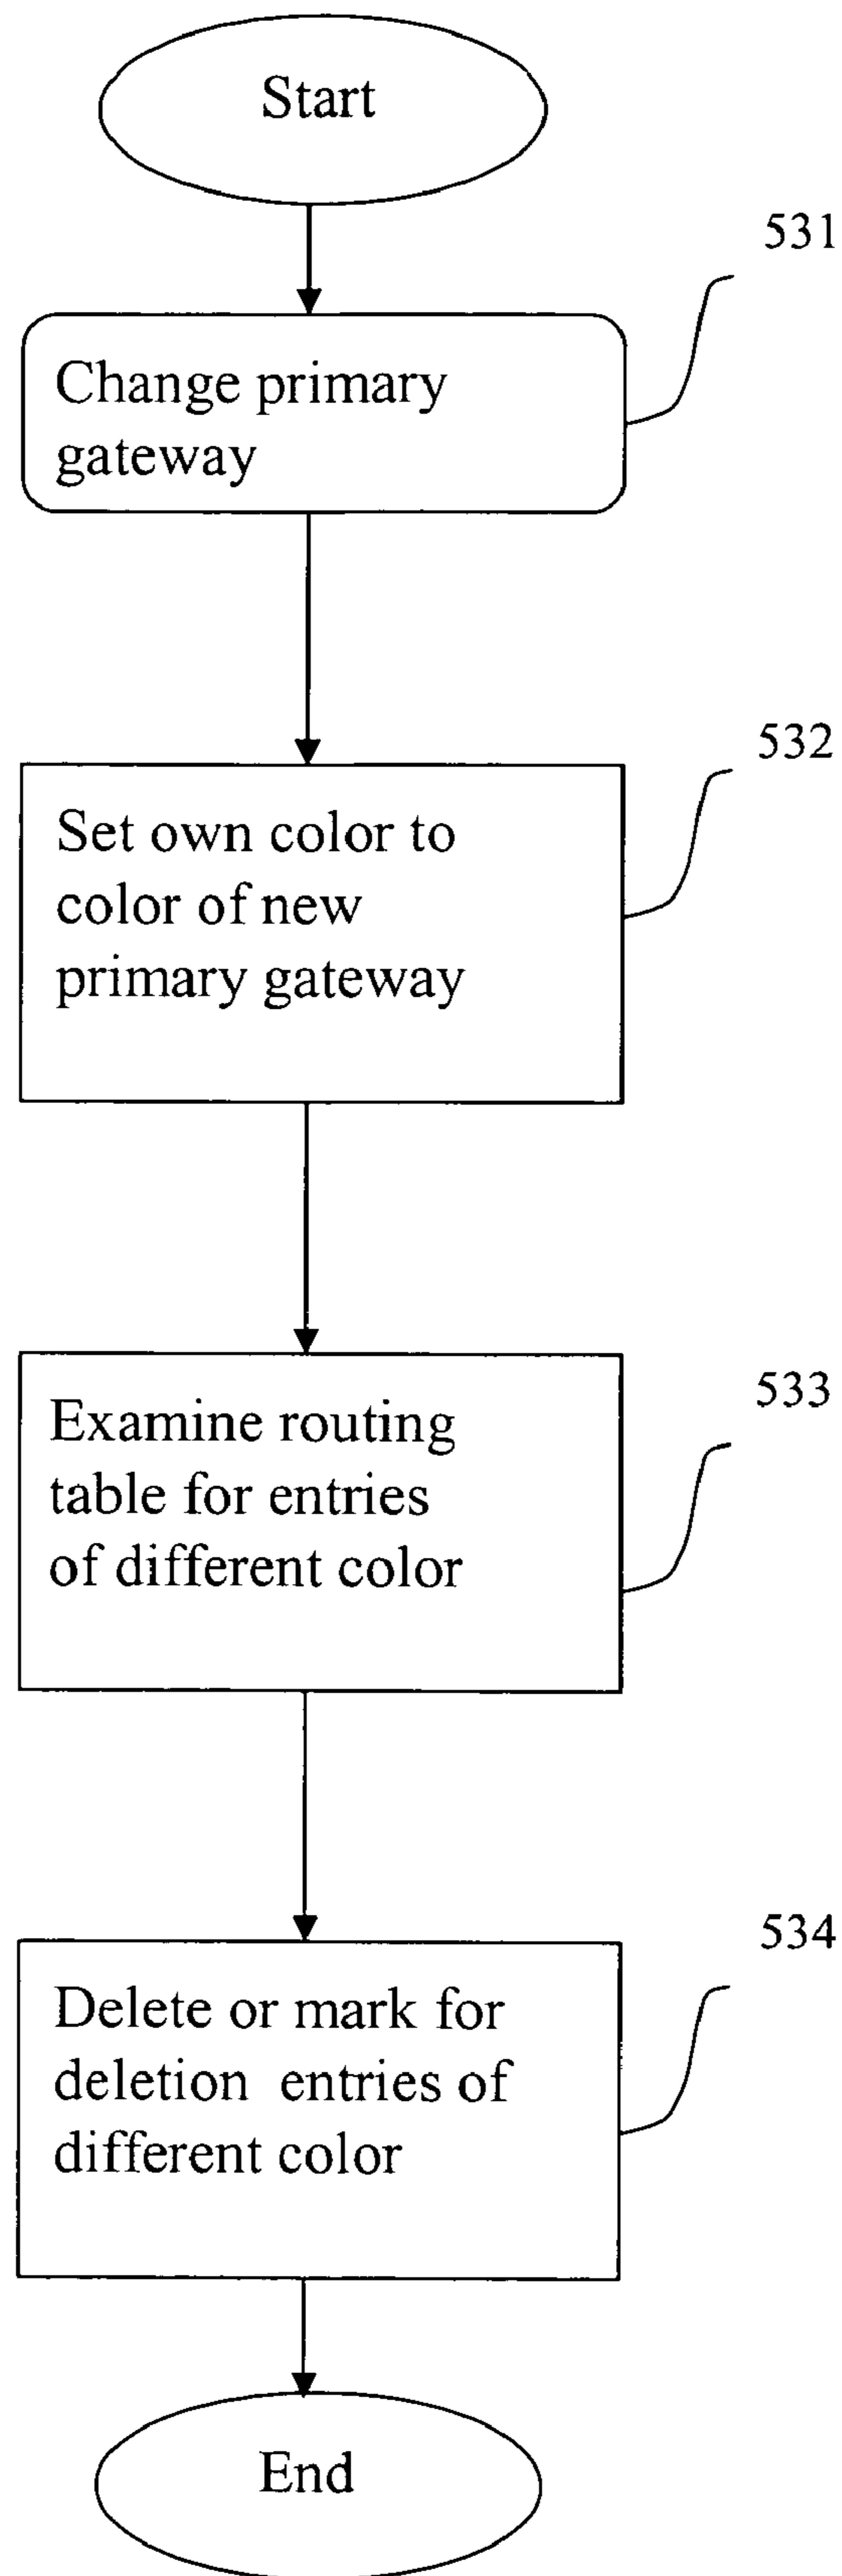 Start
531
Change primary
gateway
532
Set own color to
color of new
primary gateway
533
Examine routing
table for entries
of different color
534
Delete or mark for
deletion entries of
different color
End